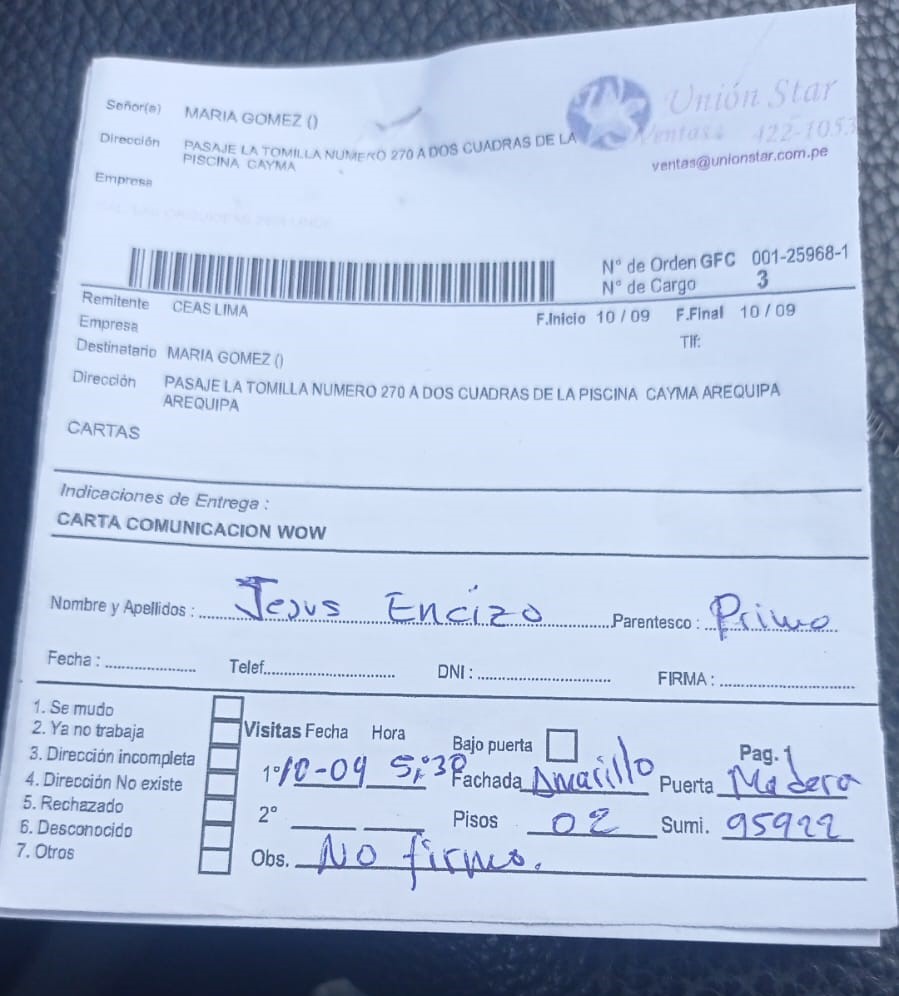 Unión Star
Ventas: 422-1053
ventas@unionstar.com.pe
Señor(a) MARIA GOMEZ ()
Dirección PASAJE LA TOMILLA NUMERO 270 A DOS CUADRAS DE LA
PISCINA CAYMA
Empresa
N° de Orden GFC 001-25968-1
N° de Cargo 3
Remitente CEAS LIMA
F.Inicio 10 / 09 F.Final 10 / 09
Empresa
Tlf:
Destinatario MARIA GOMEZ ()
Dirección PASAJE LA TOMILLA NUMERO 270 A DOS CUADRAS DE LA PISCINA CAYMA AREQUIPA
AREQUIPA
CARTAS
Indicaciones de Entrega :
CARTA COMUNICACION WOW
Nombre y Apellidos : Jesus Encizo Parentesco : Primo
Fecha : Telef. DNI : FIRMA :
1. Se mudo
2. Ya no trabaja
3. Dirección incompleta
4. Dirección No existe
5. Rechazado
6. Desconocido
7. Otros
Visitas Fecha Hora Bajo puerta Pag. 1
1° 10-09 5:30 Fachada Amarillo Puerta Madera
2° Pisos 02 Sumi. 95922
Obs. No firmo.